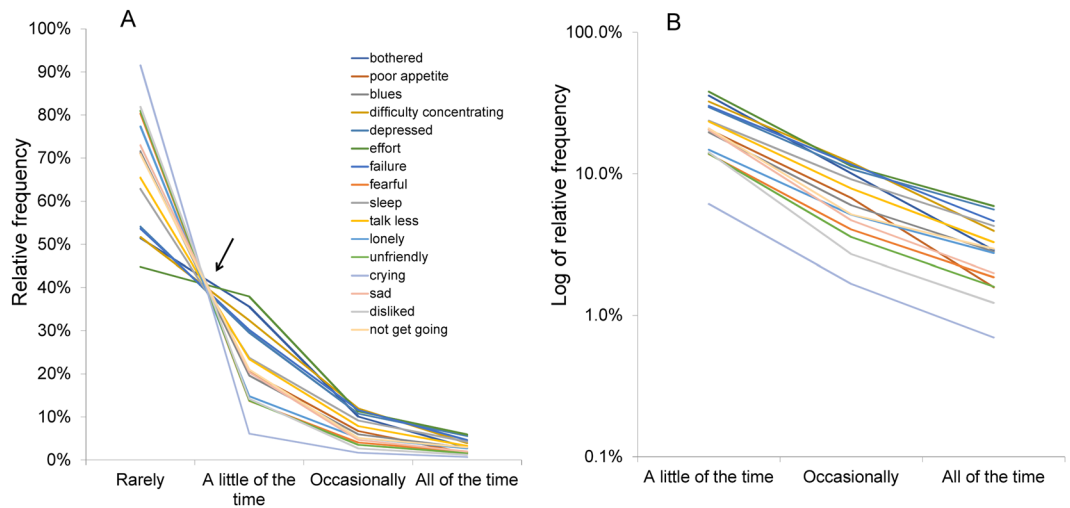 A
Relative frequency
100%
90%
80%
70%
60%
50%
40%
30%
20%
10%
0%
Rarely
A little of the
time
Occasionally
All of the time
bothered
poor appetite
blues
difficulty concentrating
depressed
effort
failure
fearful
sleep
talk less
lonely
unfriendly
crying
sad
disliked
not get going
B
Log of relative frequency
100.0%
10.0%
1.0%
0.1%
A little of the time
Occasionally
All of the time